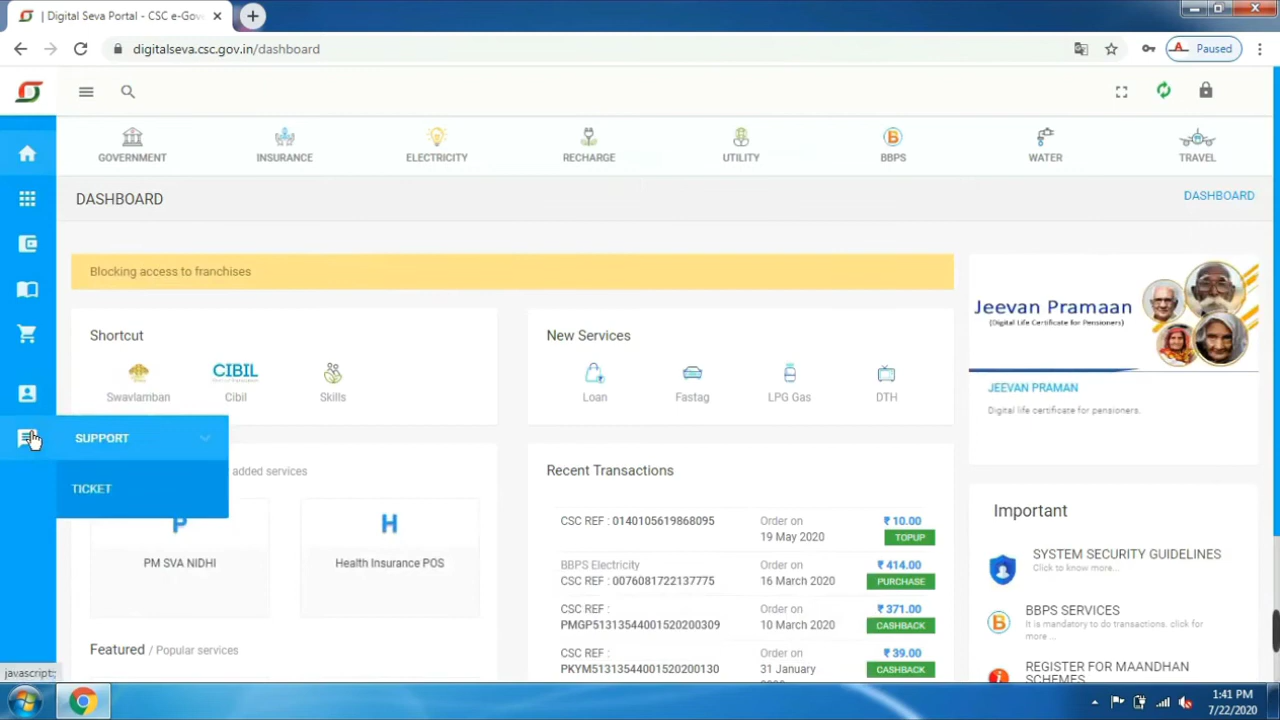 | Digital Seva Portal - CSC e-Gov
digitalseva.csc.gov.in/dashboard
Paused
GOVERNMENT
INSURANCE
ELECTRICITY
RECHARGE
UTILITY
BBPS
WATER
TRAVEL
DASHBOARD
DASHBOARD
Blocking access to franchises
Shortcut
Swavlamban
CIBIL
Cibil
Skills
New Services
Loan
Fastag
LPG Gas
DTH
Jeevan Pramaan
(Digital Life Certificate for Pensioners)
JEEVAN PRAMAN
Digital life certificate for pensioners.
SUPPORT
TICKET
added services
P
PM SVA NIDHI
H
Health Insurance POS
Featured / Popular services
Recent Transactions
CSC REF : 0140105619868095
Order on
19 May 2020
₹ 10.00
TOPUP
BBPS Electricity
CSC REF : 0076081722137775
Order on
16 March 2020
₹ 414.00
PURCHASE
CSC REF :
PMGP51313544001520200309
Order on
10 March 2020
₹ 371.00
CASHBACK
CSC REF :
PKYM51313544001520200130
Order on
31 January
₹ 39.00
CASHBACK
Important
SYSTEM SECURITY GUIDELINES
Click to know more...
B
BBPS SERVICES
It is mandatory to do transactions. click for
more ...
REGISTER FOR MAANDHAN
SCHEMES
javascript:;
1:41 PM
7/22/2020